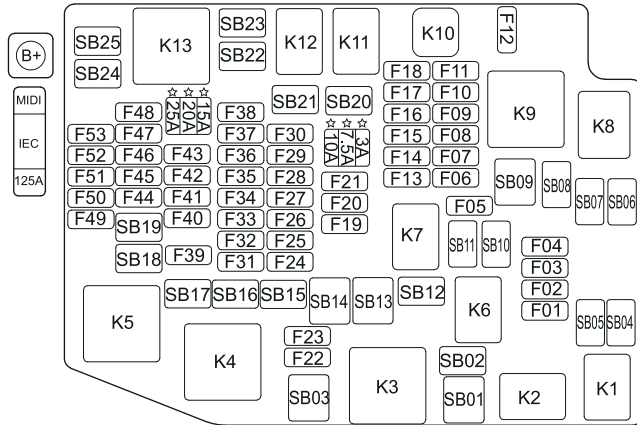 SB25 K13 SB23 K12 K11 K10 F12
B+
SB24 SB22
F18 F11
MIDI ☆ ☆ ☆ SB21 SB20 F17 F10 K9 K8
F48 25A 20A 15A F38 ☆ ☆ ☆ F16 F09
F53 F47 F37 F30 10A 7.5A 3A F15 F08
IEC F52 F46 F43 F36 F29 F14 F07
F51 F45 F42 F35 F28 F21 F13 F06 SB09 SB08
125A
F50 F44 F41 F34 F27 F20 F05 SB07 SB06
F49 SB19 F40 F33 F26 F19 K7
F32 F25 SB11 SB10 F04
SB18 F39 F31 F24 F03
SB17 SB16 SB15 SB14 SB13 SB12 K6 F02
F01
K5 SB05 SB04
F23
K4 F22 SB02
K3 K2 K1
SB03 SB01